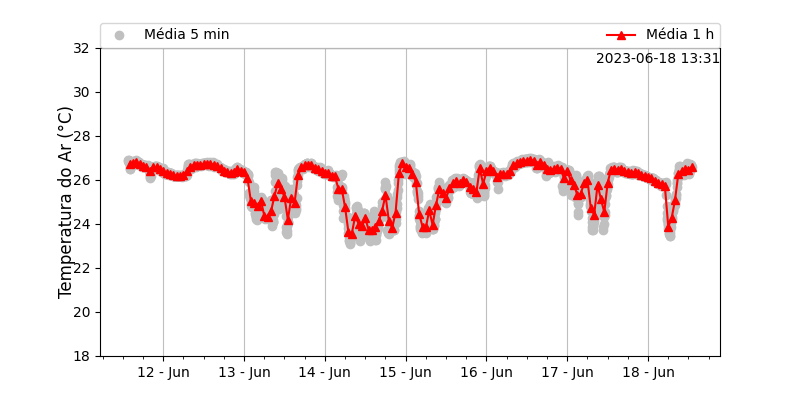 Média 5 min
Média 1 h
2023-06-18 13:31
Temperatura do Ar (°C)
32
30
28
26
24
22
20
18
12 - Jun
13 - Jun
14 - Jun
15 - Jun
16 - Jun
17 - Jun
18 - Jun